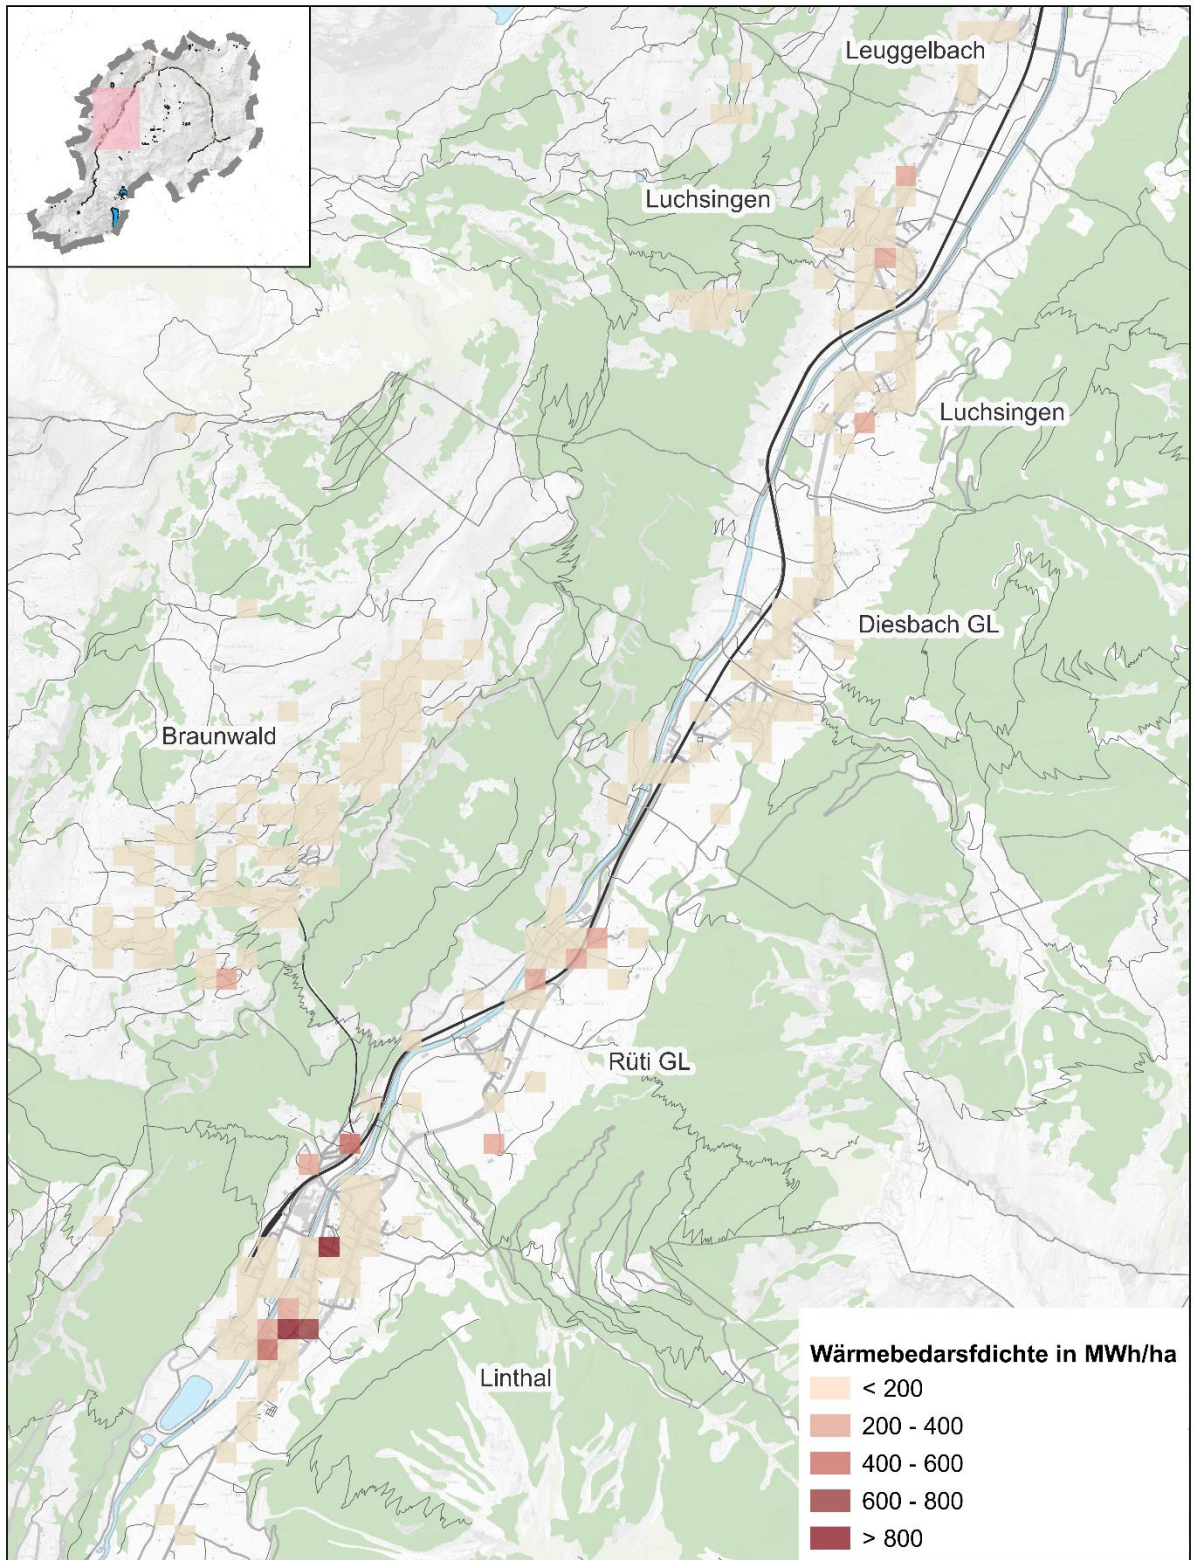 Leuggelbach
Luchsingen
Luchsingen
Diesbach GL
Braunwald
Rüti GL
Linthal
Wärmebedarsfdichte in MWh/ha
< 200
200 - 400
400 - 600
600 - 800
> 800